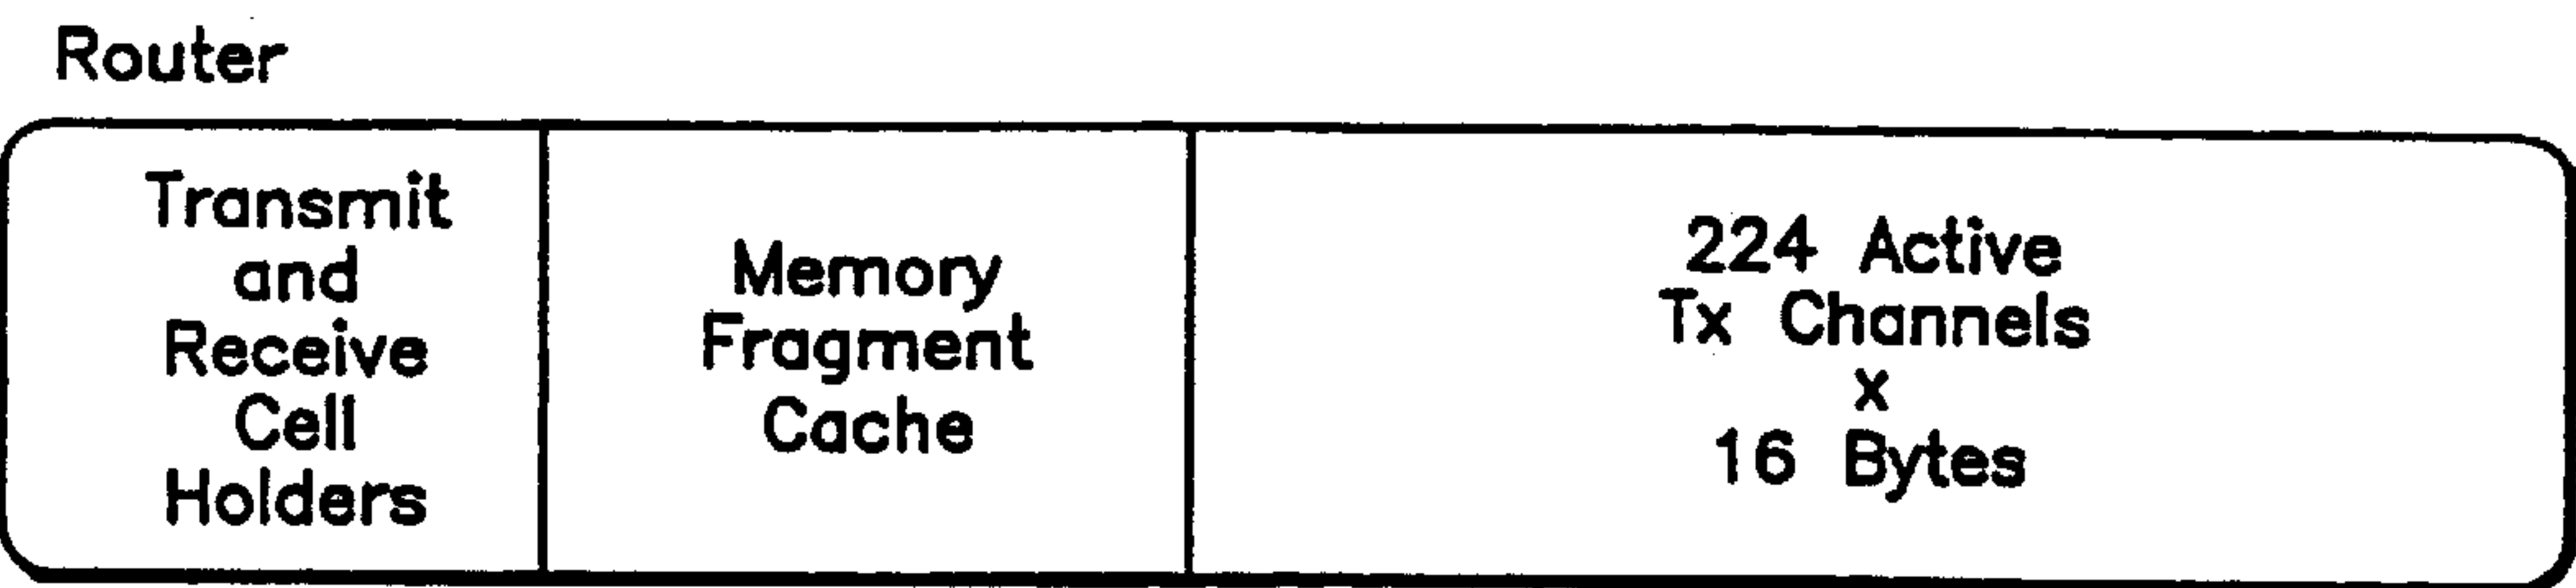 Router
Transmit
and
Receive
Cell
Holders
Memory
Fragment
Cache
224 Active
Tx Channels
x
16 Bytes